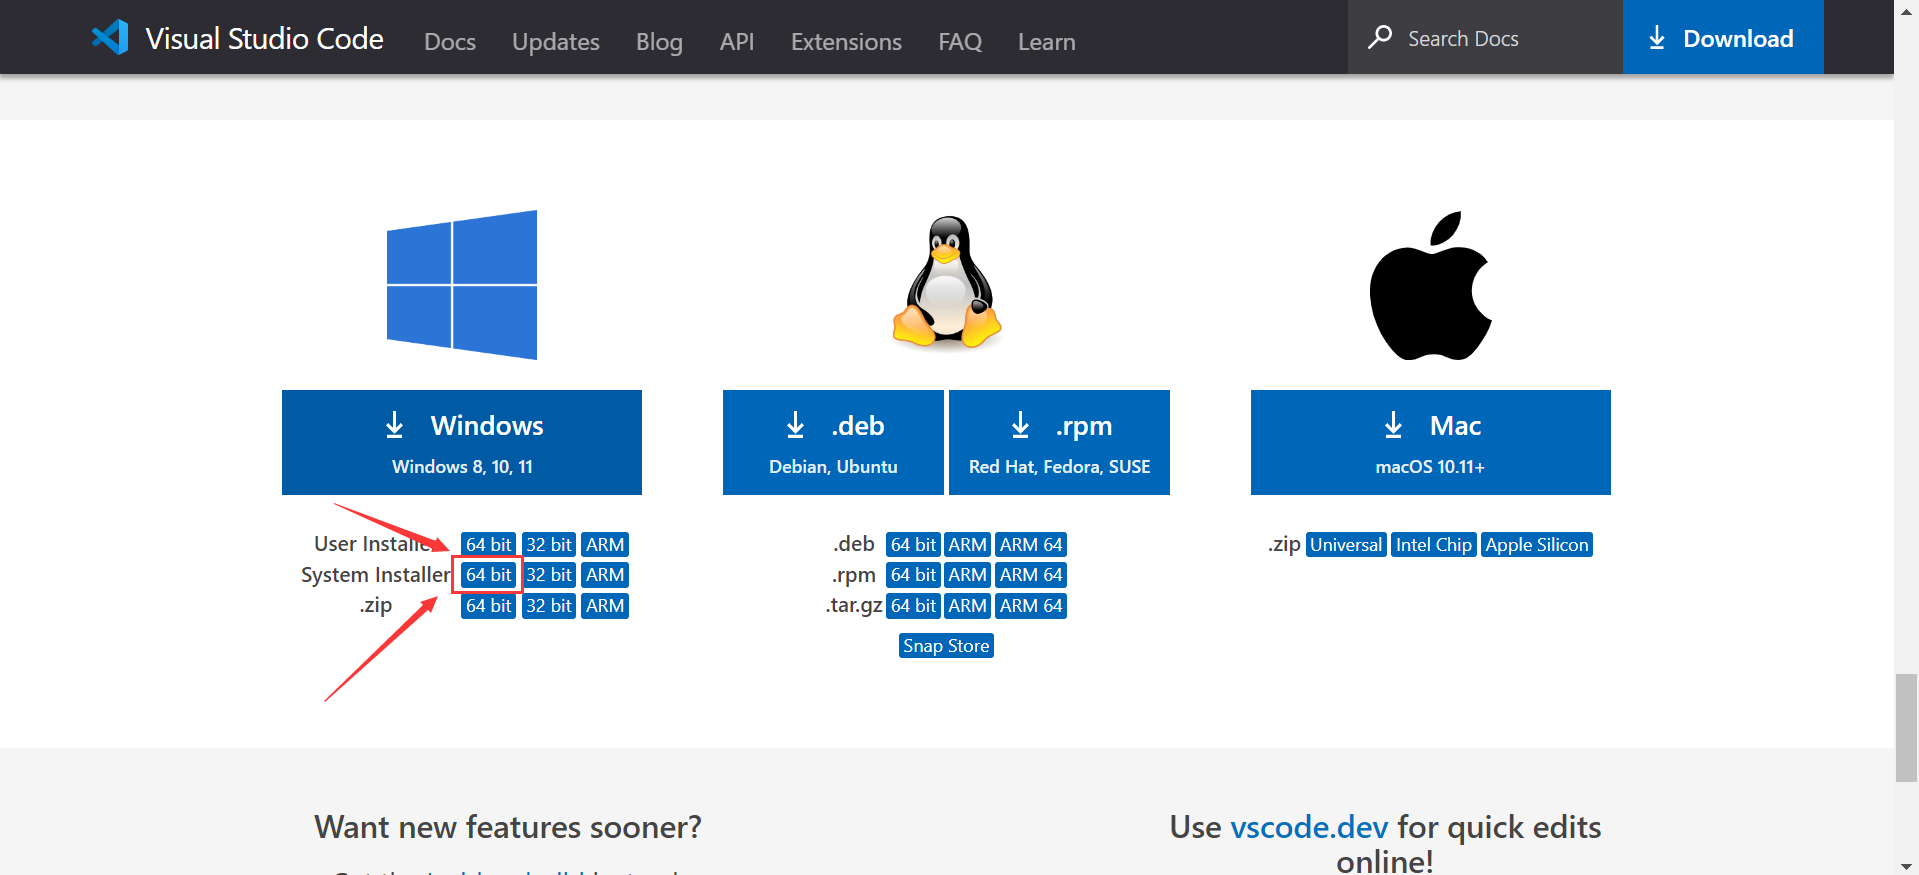 Visual Studio Code Docs Updates Blog API Extensions FAQ Learn Search Docs Download
Windows
Windows 8, 10, 11
User Installe 64 bit 32 bit ARM
System Installer 64 bit 32 bit ARM
.zip 64 bit 32 bit ARM
.deb
Debian, Ubuntu
.rpm
Red Hat, Fedora, SUSE
.deb 64 bit ARM ARM 64
.rpm 64 bit ARM ARM 64
.tar.gz 64 bit ARM ARM 64
Snap Store
Mac
macOS 10.11+
.zip Universal Intel Chip Apple Silicon
Want new features sooner?
Use vscode.dev for quick edits
online!